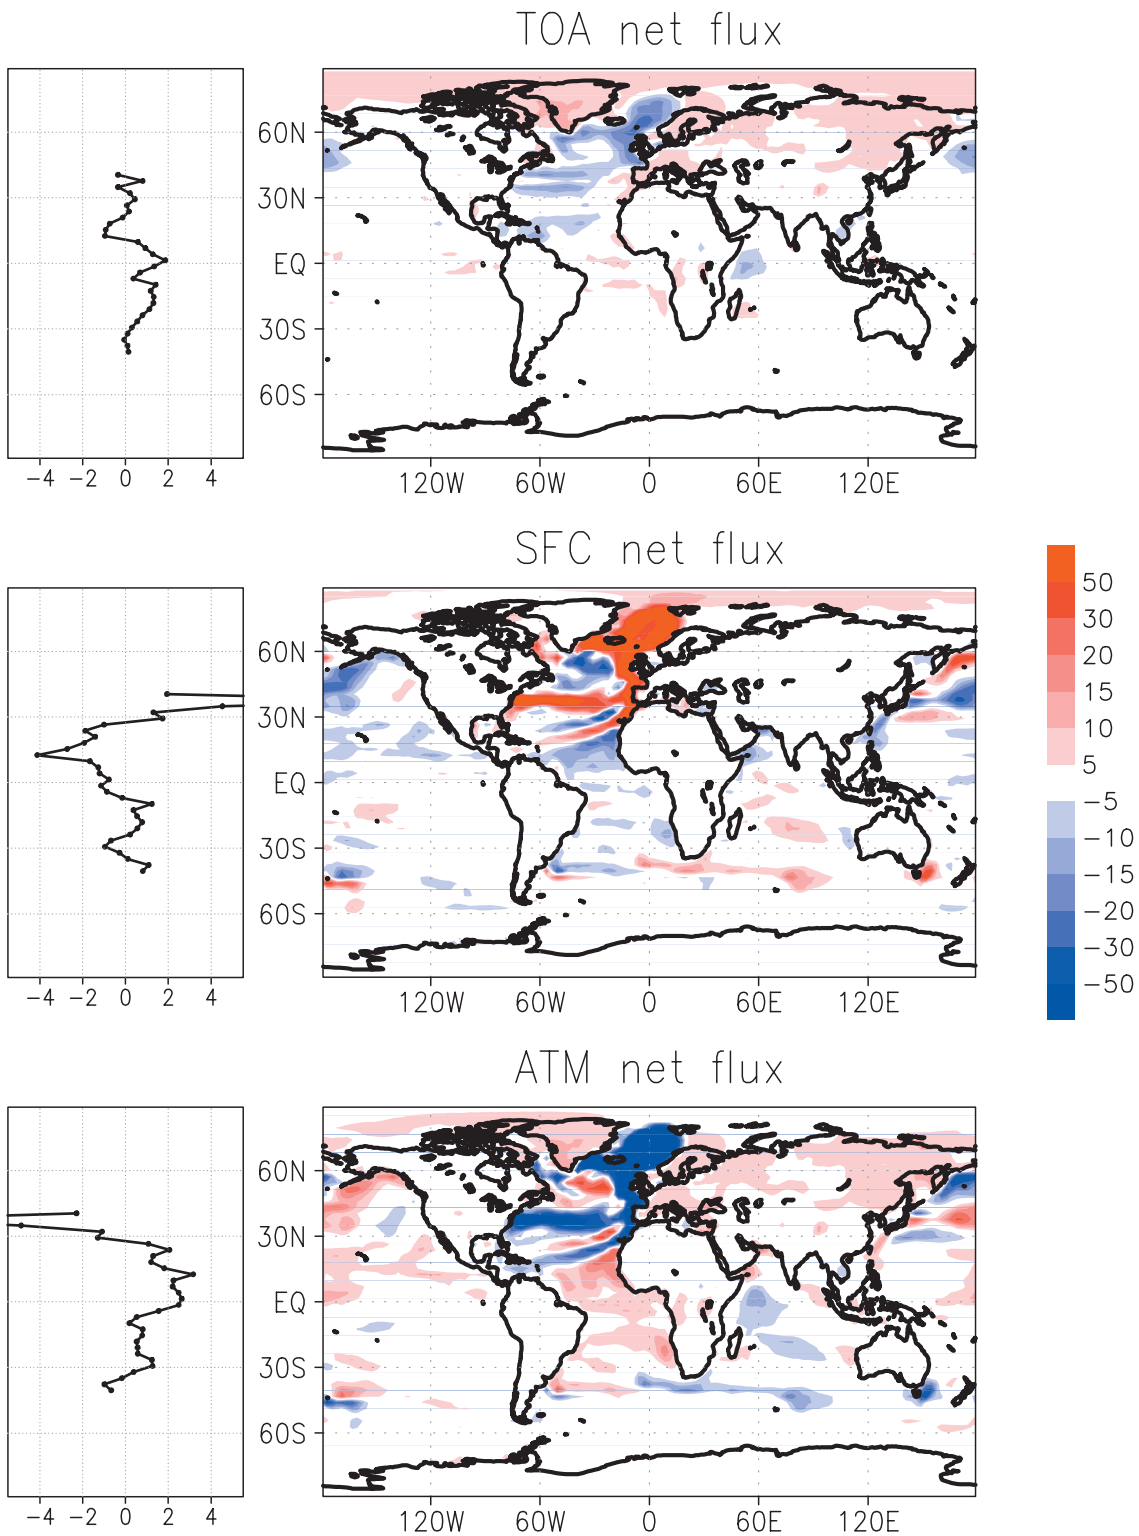 TOA net flux
60N
30N
EQ
30S
60S
−4 −2 0 2 4
120W 60W 0 60E 120E
SFC net flux
60N
30N
EQ
30S
60S
−4 −2 0 2 4
120W 60W 0 60E 120E
50
30
20
15
10
5
−5
−10
−15
−20
−30
−50
ATM net flux
60N
30N
EQ
30S
60S
−4 −2 0 2 4
120W 60W 0 60E 120E